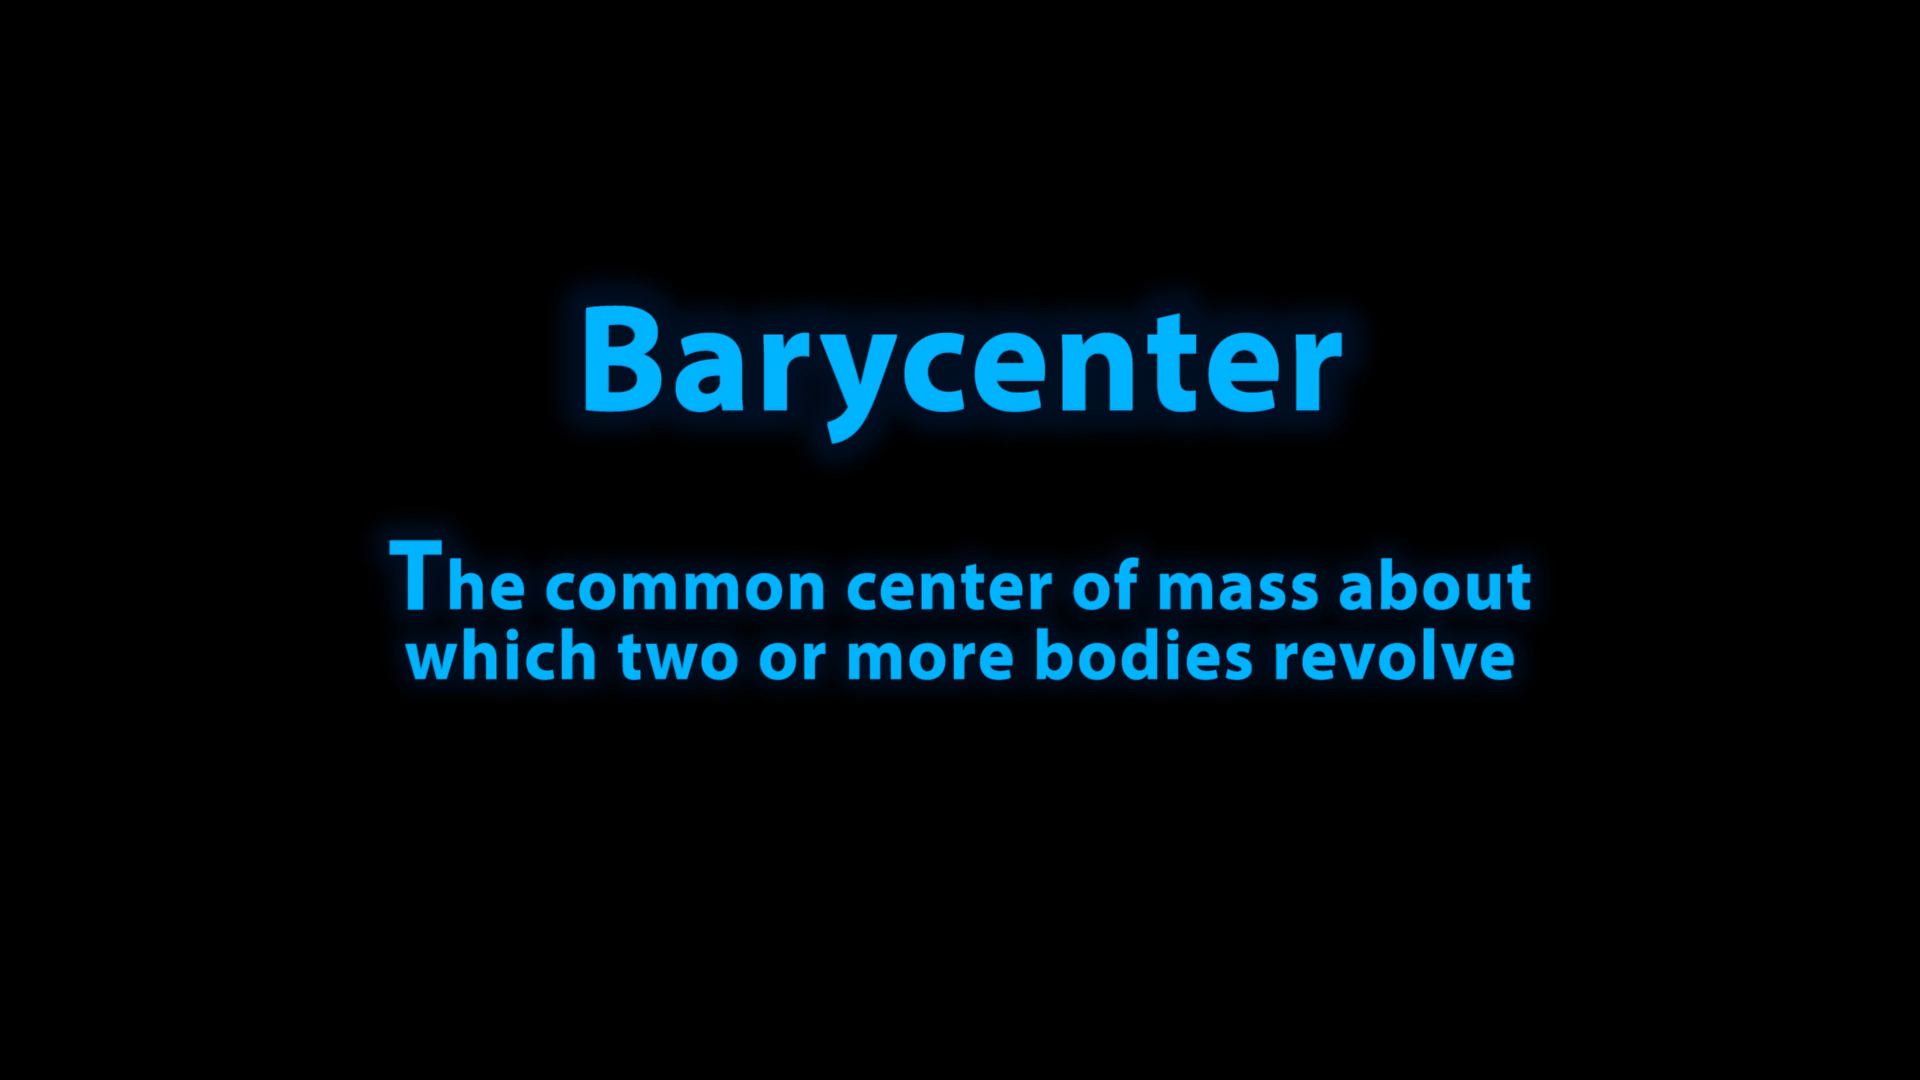 Barycenter
The common center of mass about
which two or more bodies revolve